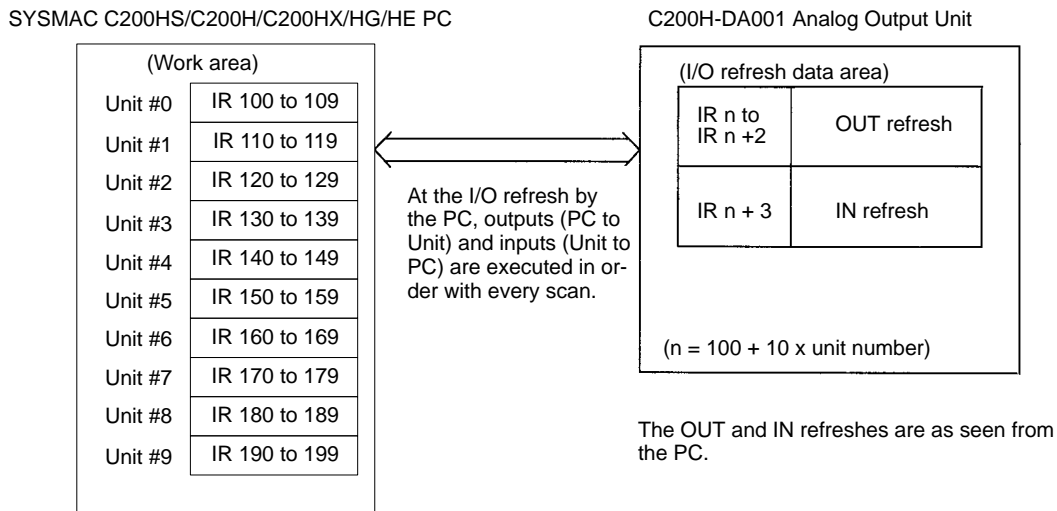 SYSMAC C200HS/C200H/C200HX/HG/HE PC
(Work area)
Unit #0 IR 100 to 109
Unit #1 IR 110 to 119
Unit #2 IR 120 to 129
Unit #3 IR 130 to 139
Unit #4 IR 140 to 149
Unit #5 IR 150 to 159
Unit #6 IR 160 to 169
Unit #7 IR 170 to 179
Unit #8 IR 180 to 189
Unit #9 IR 190 to 199
At the I/O refresh by
the PC, outputs (PC to
Unit) and inputs (Unit to
PC) are executed in or-
der with every scan.
C200H-DA001 Analog Output Unit
(I/O refresh data area)
IR n to
IR n +2
OUT refresh
IR n + 3 IN refresh
(n = 100 + 10 x unit number)
The OUT and IN refreshes are as seen from
the PC.